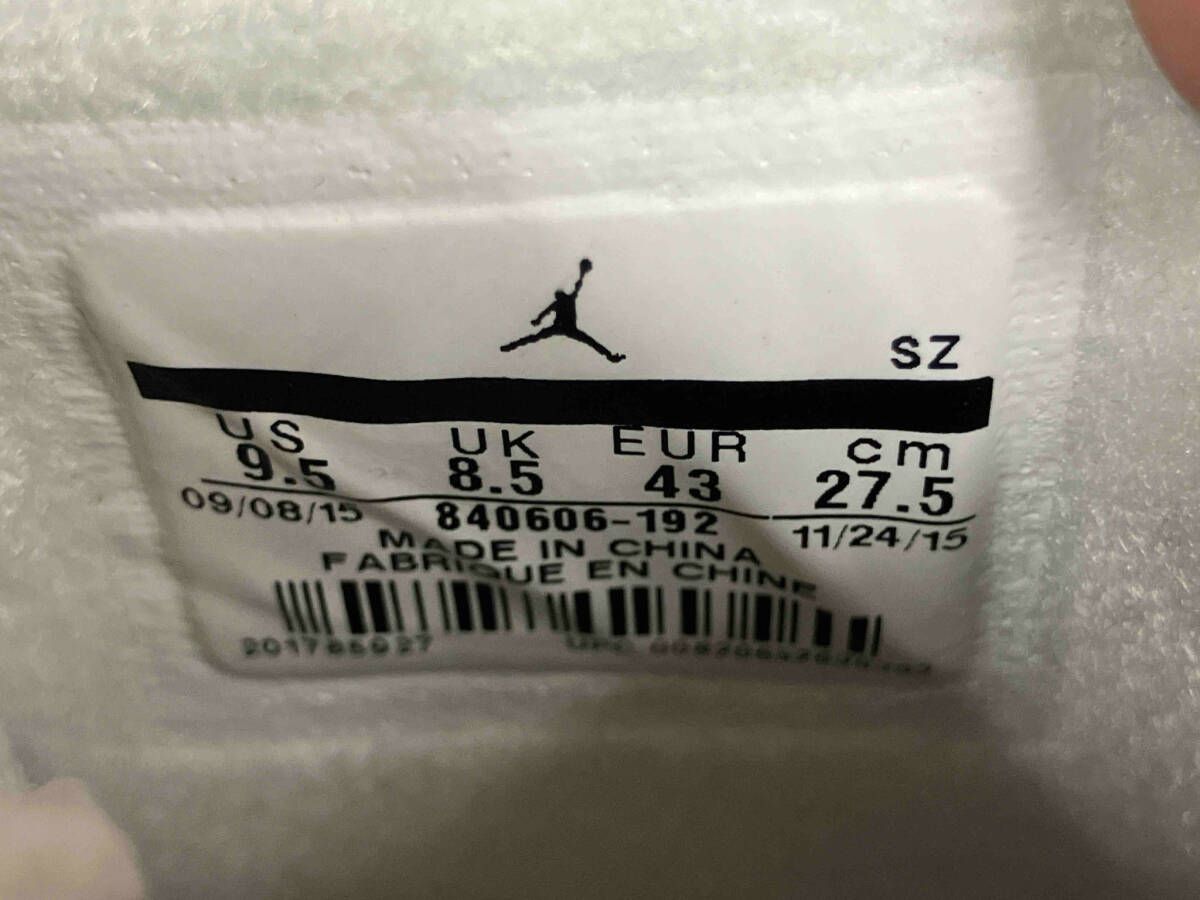 SZ
US UK EUR cm
9.5 8.5 43 27.5
09/08/15 840606-192 11/24/15
MADE IN CHINA
FABRIQUE EN CHINE
UPC